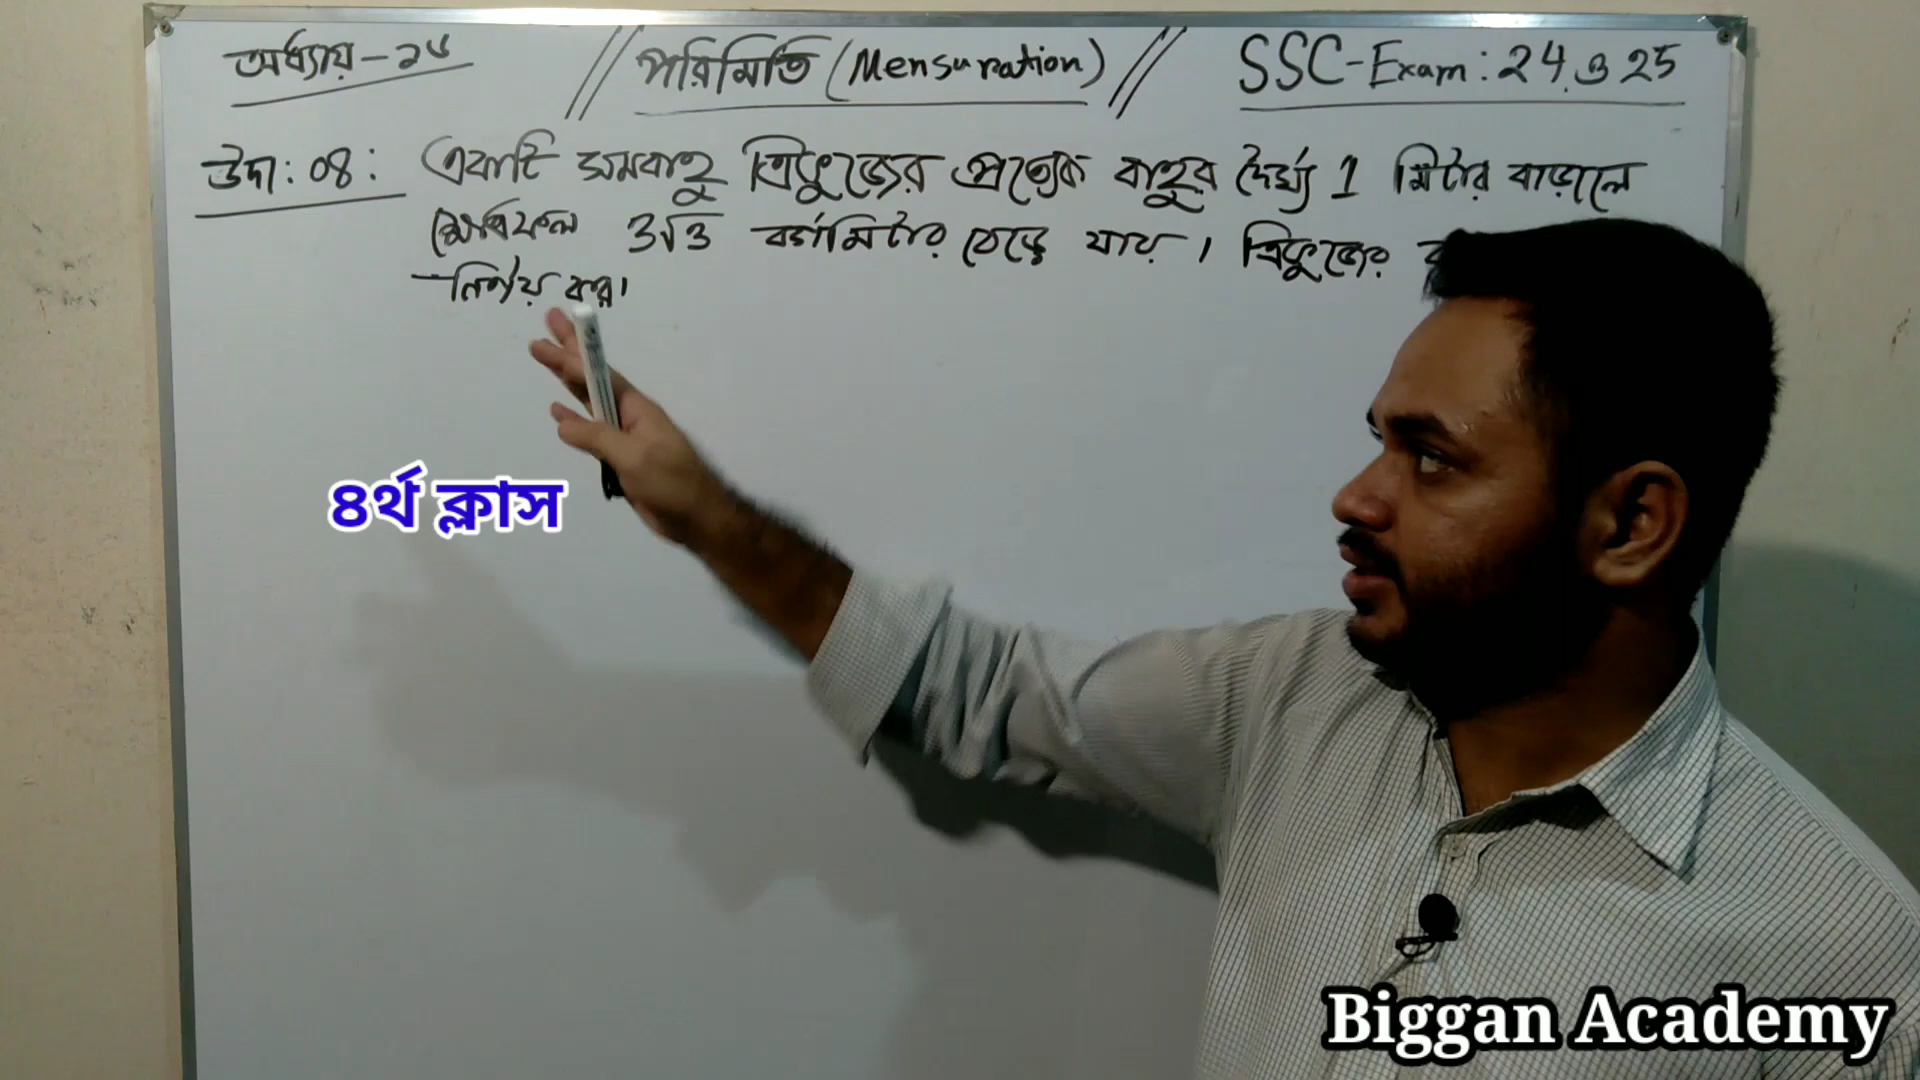 অধ্যায়-১৬ // পরিমিতি (Mensuration) // SSC-Exam: 24 ও 25
উদা: 08: একটি সমবাহু ত্রিভুজের প্রত্যেক বাহুর দৈর্ঘ্য 1 মিটার বাড়ালে
ক্ষেত্রফল 3√3 বর্গমিটার বেড়ে যায়। ত্রিভুজের
নির্ণয় কর।
৪র্থ ক্লাস
Biggan Academy